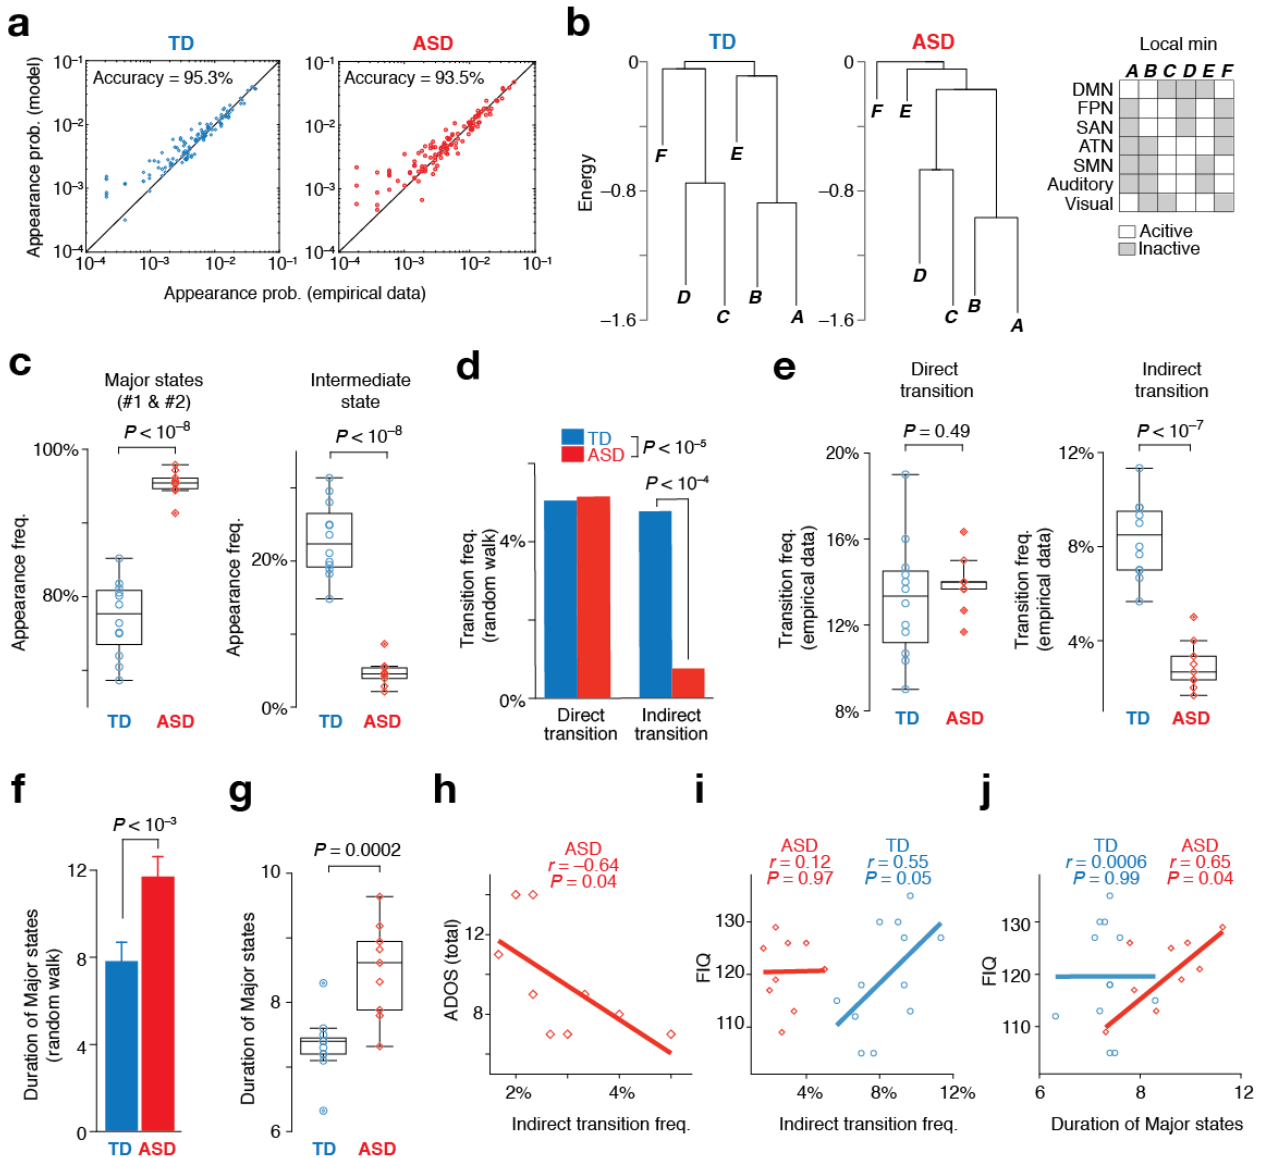 a
TD
ASD
Appearance prob. (model)
10–1
10–2
10–3
10–4
Accuracy = 95.3%
10–4
10–3
10–2
10–1
10–1
10–2
10–3
10–4
Accuracy = 93.5%
10–4
10–3
10–2
10–1
Appearance prob. (empirical data)
b
TD
ASD
Energy
0
–0.8
–1.6
F
E
D
C
B
A
0
–0.8
–1.6
F
E
D
C
B
A
Local min
A B C D E F
DMN
FPN
SAN
ATN
SMN
Auditory
Visual
Acitive
Inactive
c
Major states
(#1 & #2)
P < 10–8
Appearance freq.
100%
80%
TD
ASD
Intermediate
state
P < 10–8
Appearance freq.
20%
0%
TD
ASD
d
TD
ASD
P < 10–5
P < 10–4
Transition freq.
(random walk)
4%
0%
Direct
transition
Indirect
transition
e
Direct
transition
P = 0.49
Transition freq.
(empirical data)
20%
16%
12%
8%
TD
ASD
Indirect
transition
P < 10–7
Transition freq.
(empirical data)
12%
8%
4%
TD
ASD
f
P < 10–3
Duration of Major states
(random walk)
12
8
4
0
TD ASD
g
P = 0.0002
Duration of Major states
10
8
6
TD
ASD
h
ASD
r = –0.64
P = 0.04
ADOS (total)
12
8
2%
4%
Indirect transition freq.
i
ASD
r = 0.12
P = 0.97
TD
r = 0.55
P = 0.05
FIQ
130
120
110
4%
8%
12%
Indirect transition freq.
j
TD
r = 0.0006
P = 0.99
ASD
r = 0.65
P = 0.04
FIQ
130
120
110
6
8
12
Duration of Major states